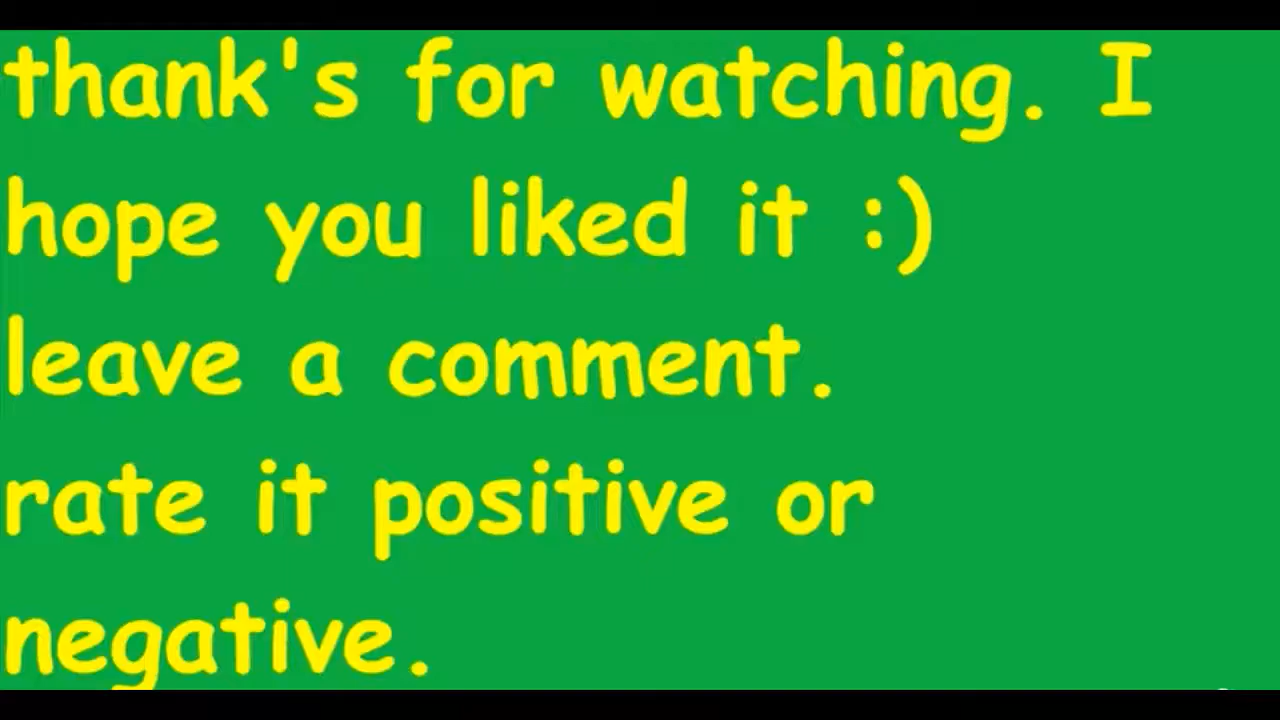 thank's for watching. I
hope you liked it :)
leave a comment.
rate it positive or
negative.